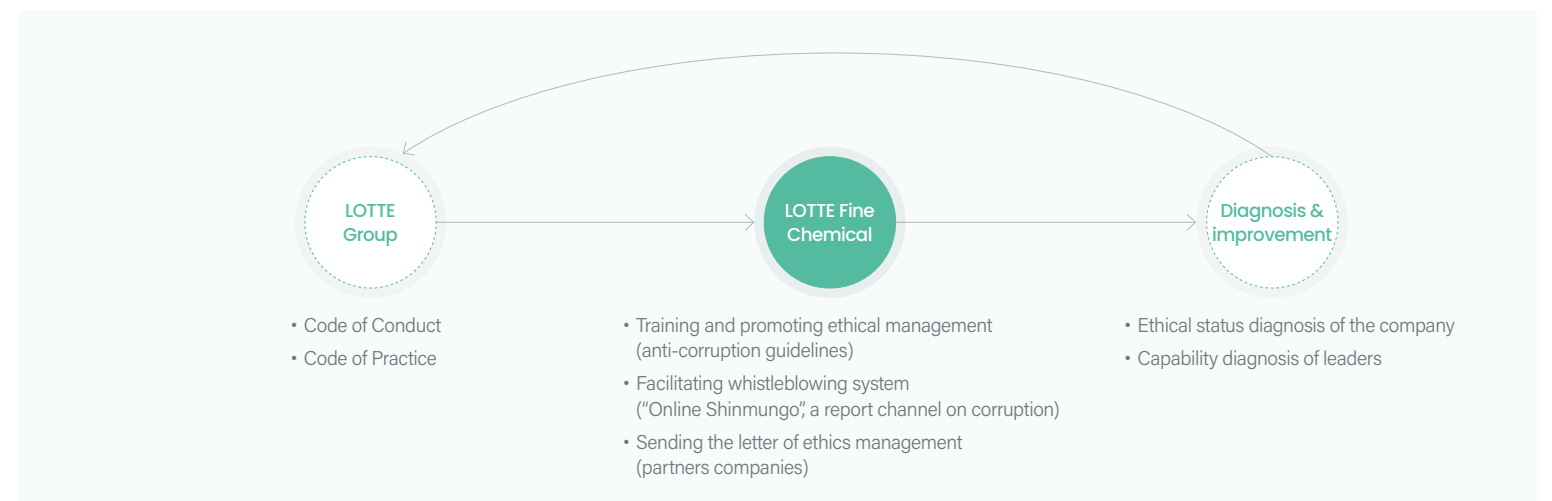 LOTTE
Group
LOTTE Fine
Chemical
Diagnosis &
improvement
• Code of Conduct
• Code of Practice
• Training and promoting ethical management
(anti-corruption guidelines)
• Facilitating whistleblowing system
(“Online Shinmungo”, a report channel on corruption)
• Sending the letter of ethics management
(partners companies)
• Ethical status diagnosis of the company
• Capability diagnosis of leaders